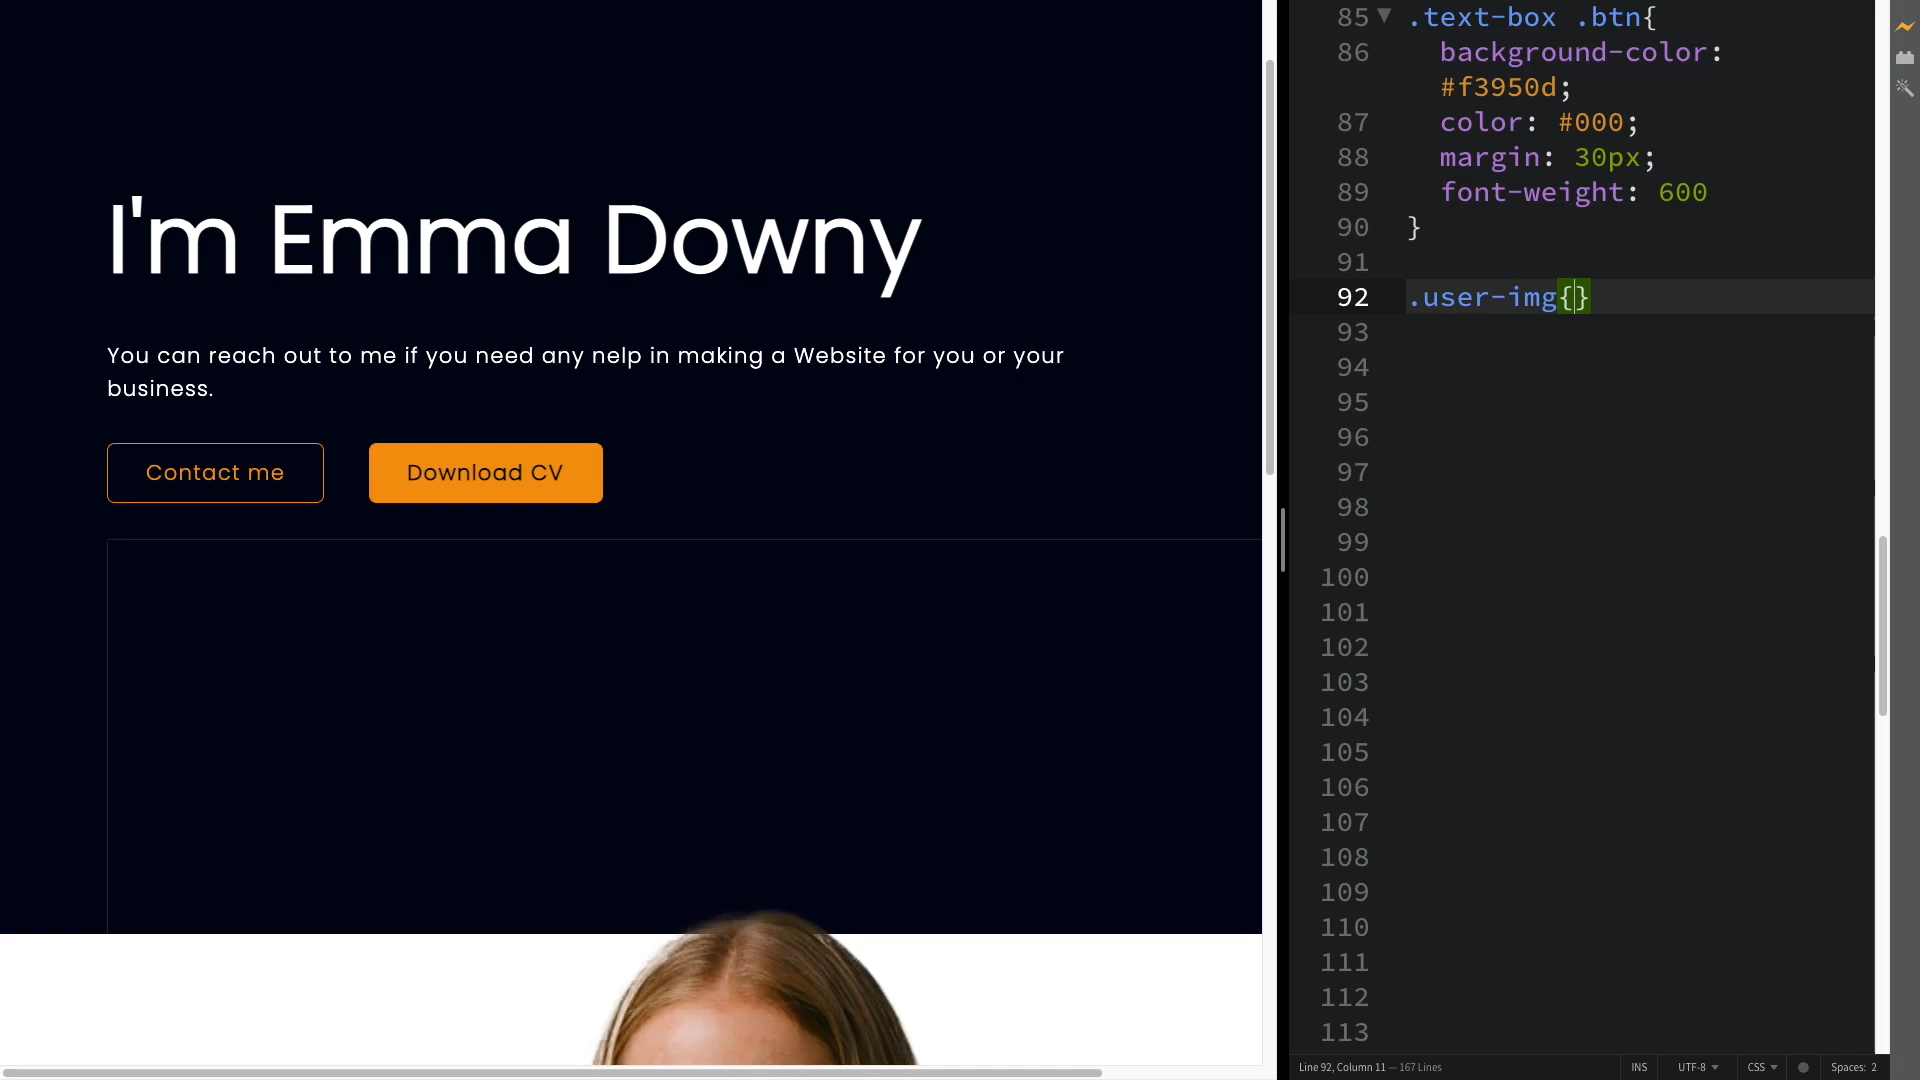 I'm Emma Downy
You can reach out to me if you need any nelp in making a Website for you or your
business.
Contact me
Download CV
85 .text-box .btn{
86 background-color:
#f3950d;
87 color: #000;
88 margin: 30px;
89 font-weight: 600
90 }
91
92 .user-img{}
93
94
95
96
97
98
99
100
101
102
103
104
105
106
107
108
109
110
111
112
113
Line 92, Column 11 — 167 Lines INS UTF-8 CSS Spaces: 2